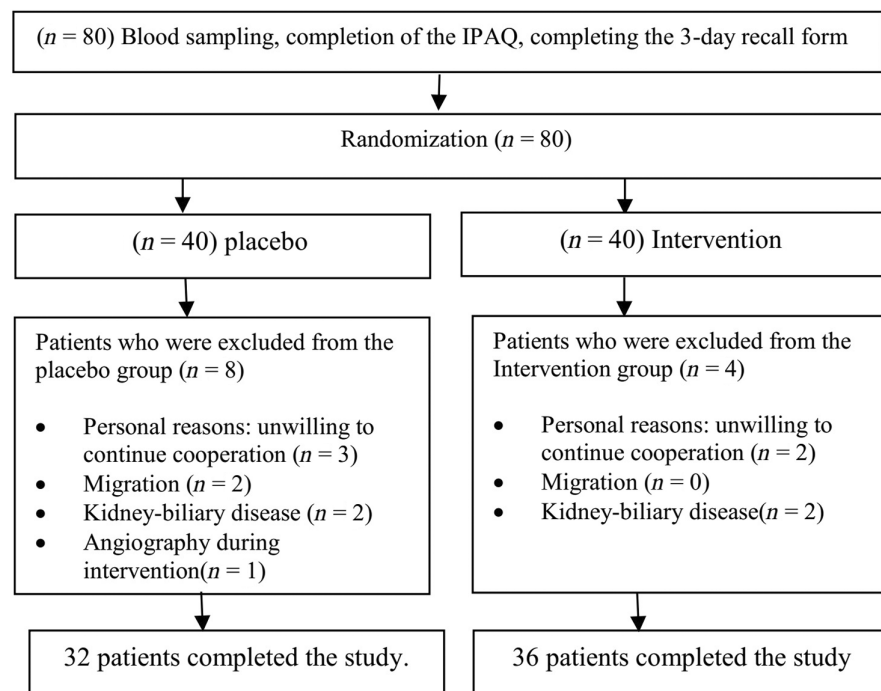 (n = 80) Blood sampling, completion of the IPAQ, completing the 3-day recall form
Randomization (n = 80)
(n = 40) placebo
(n = 40) Intervention
Patients who were excluded from the
placebo group (n = 8)
• Personal reasons: unwilling to
continue cooperation (n = 3)
• Migration (n = 2)
• Kidney-biliary disease (n = 2)
• Angiography during
intervention(n = 1)
Patients who were excluded from the
Intervention group (n = 4)
• Personal reasons: unwilling to
continue cooperation (n = 2)
• Migration (n = 0)
• Kidney-biliary disease(n = 2)
32 patients completed the study.
36 patients completed the study